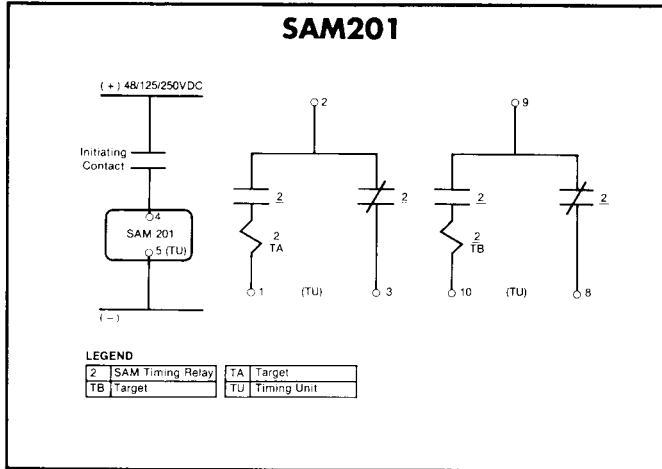 SAM201
(+) 48/125/250VDC
Initiating
Contact
4
SAM 201
5 (TU)
(-)
2
2
2
2
TA
1 (TU) 3
9
2
2
2
TB
10 (TU) 8
LEGEND
2 SAM Timing Relay TA Target
TB Target TU Timing Unit